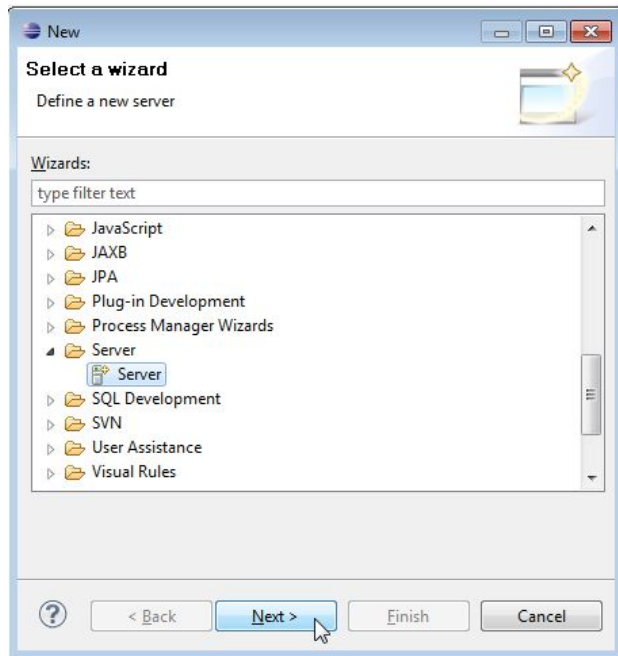 New
Select a wizard
Define a new server
Wizards:
type filter text
JavaScript
JAXB
JPA
Plug-in Development
Process Manager Wizards
Server
Server
SQL Development
SVN
User Assistance
Visual Rules
? < Back Next > Finish Cancel